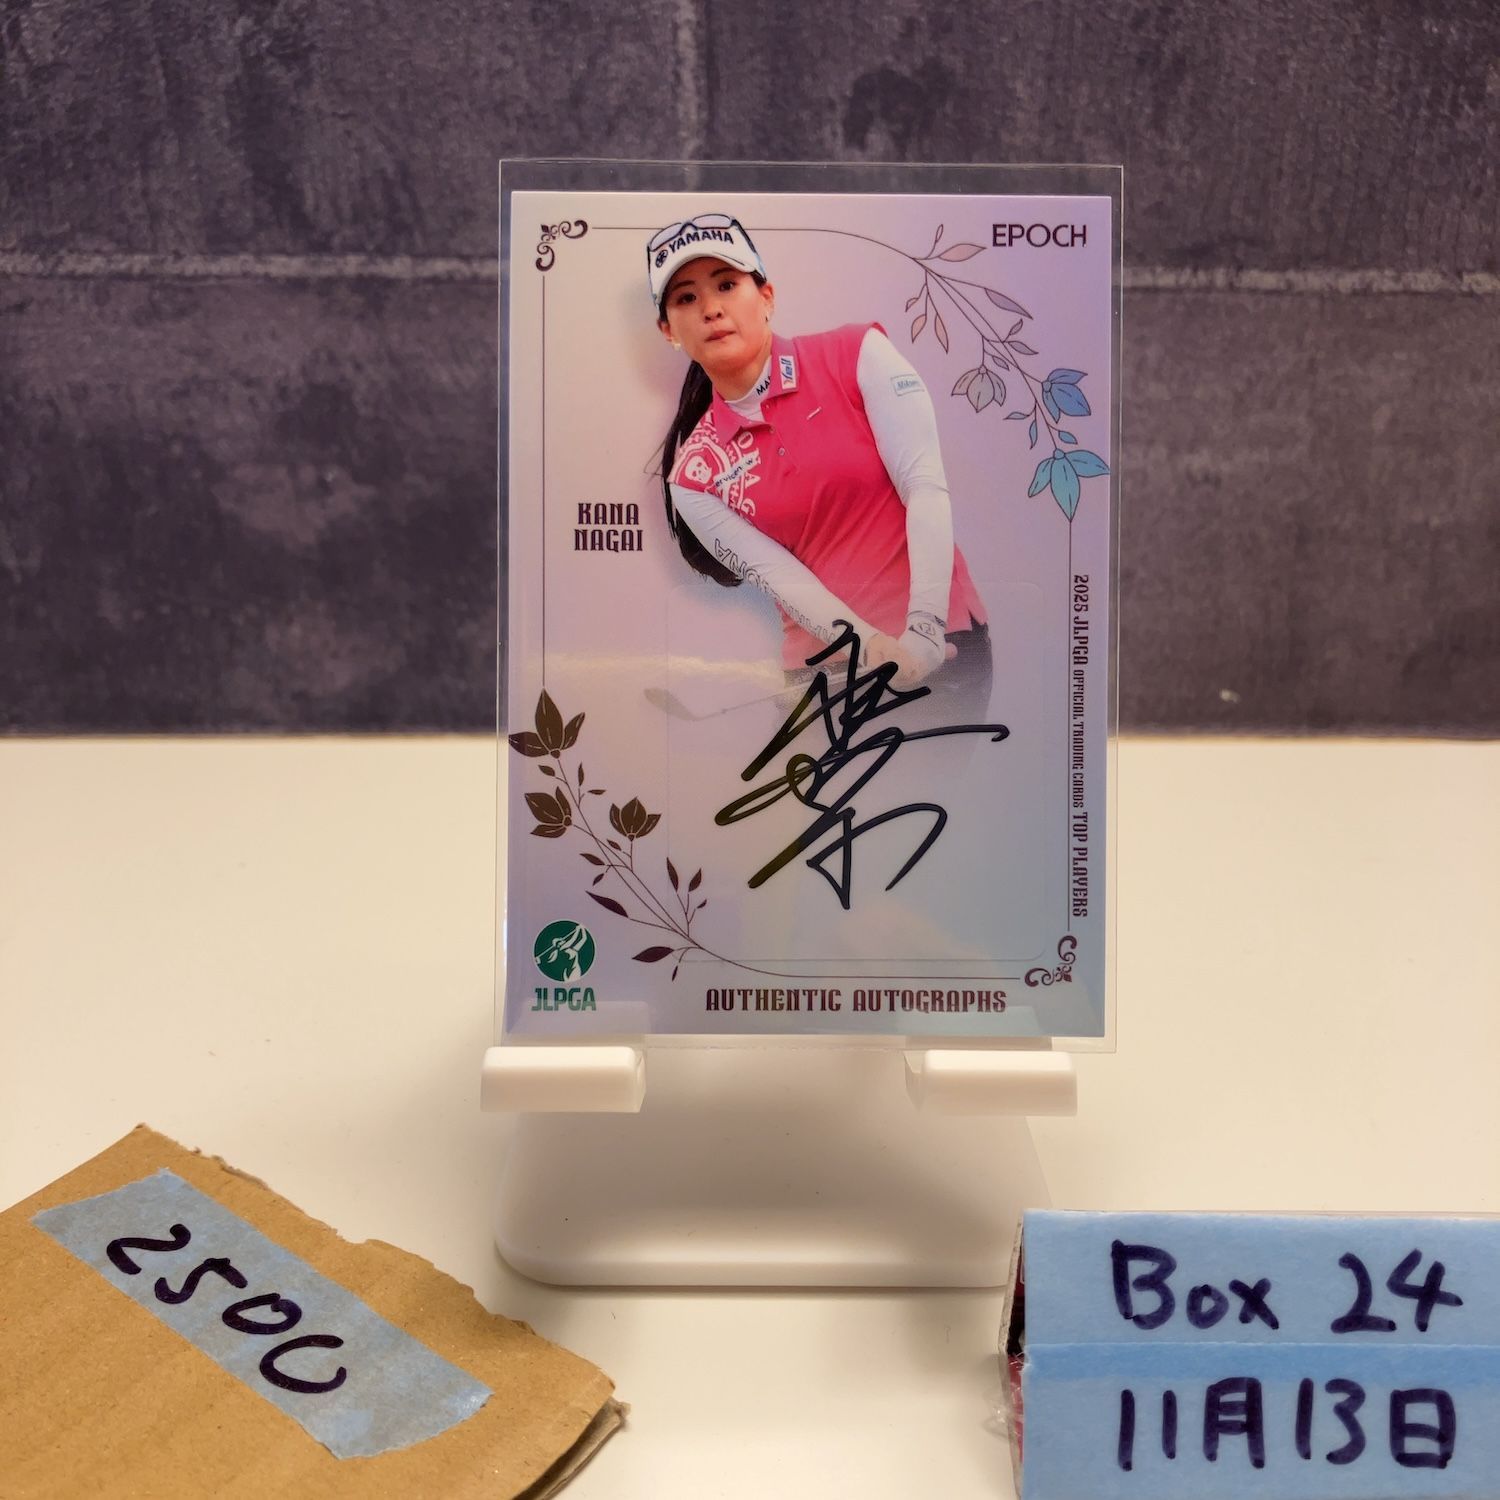 EPOCH
YAMAHA
Yell
KANA
NAGAI
2025 JLPGA OFFICIAL TRADING CARDS TOP PLAYERS
JLPGA
AUTHENTIC AUTOGRAPHS
2500
Box 24
11月13日